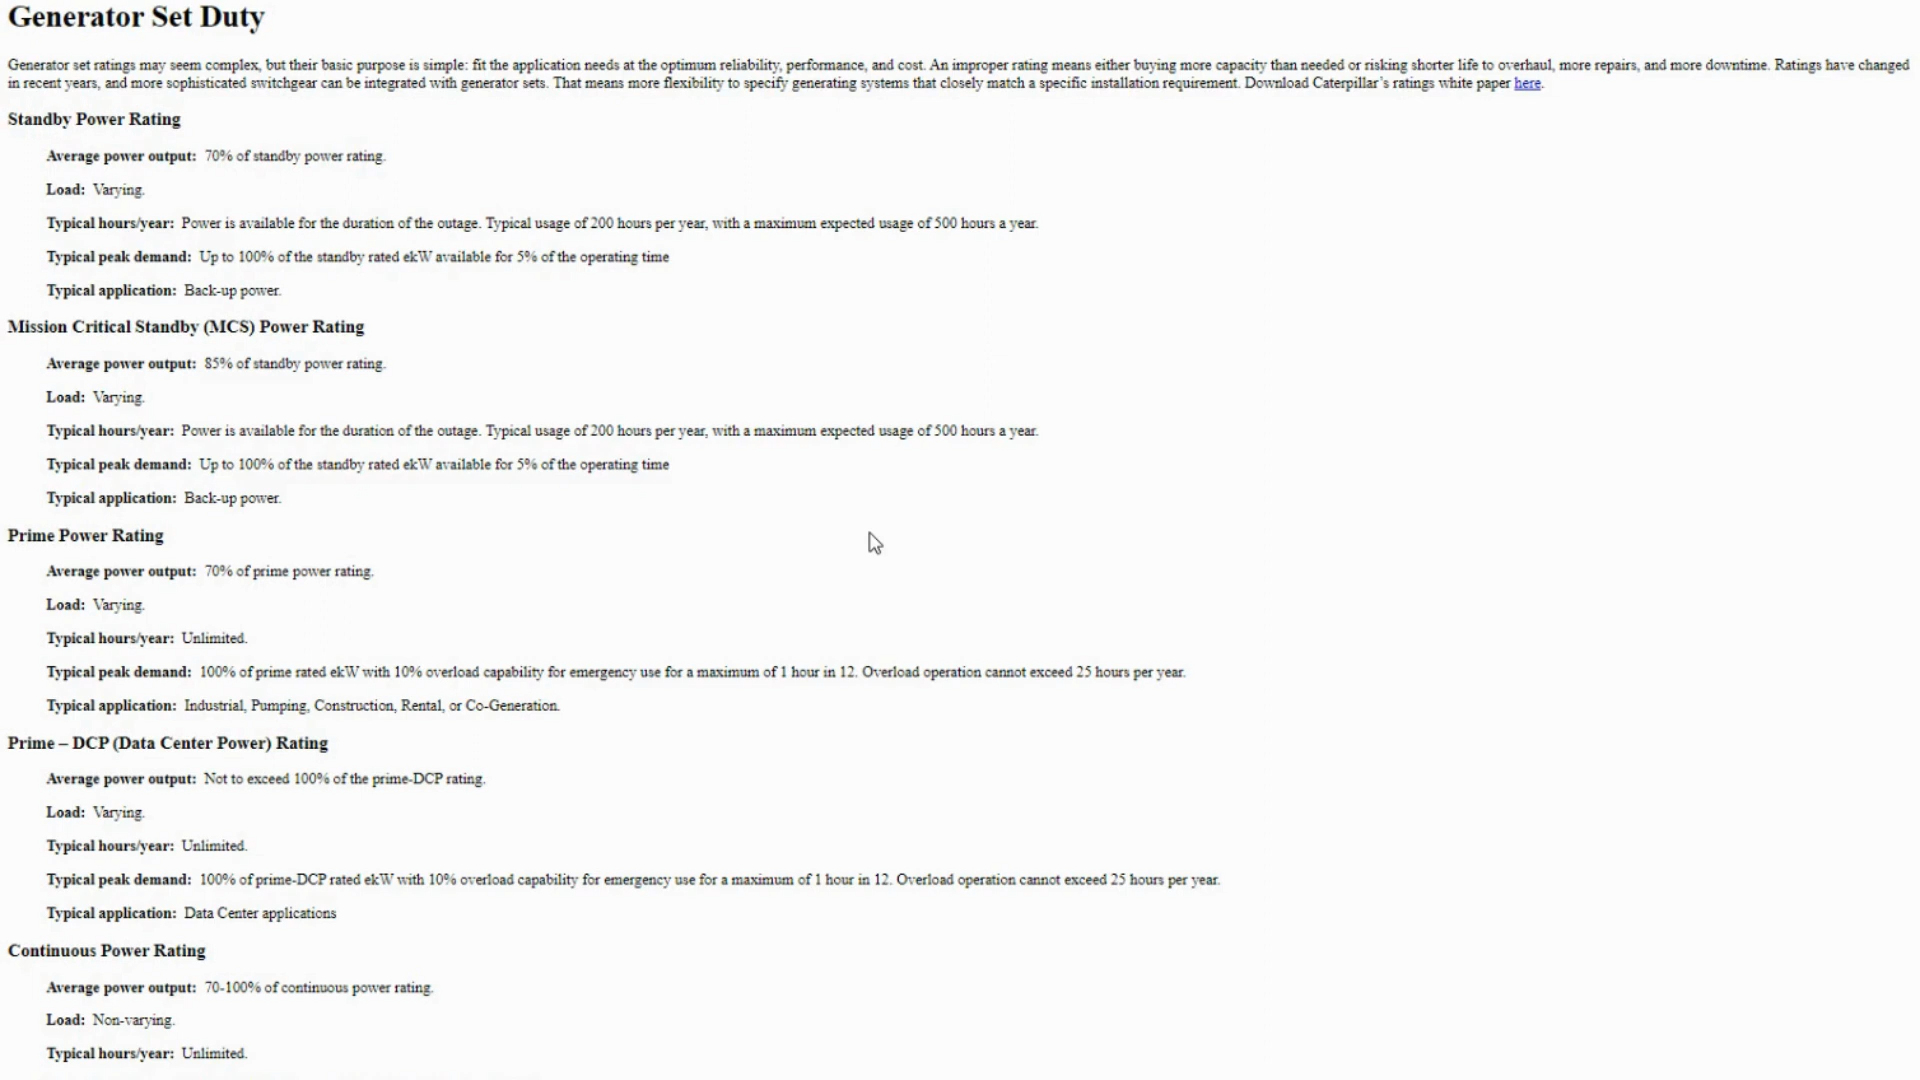 Generator Set Duty
Generator set ratings may seem complex, but their basic purpose is simple: fit the application needs at the optimum reliability, performance, and cost. An improper rating means either buying more capacity than needed or risking shorter life to overhaul, more repairs, and more downtime. Ratings have changed
in recent years, and more sophisticated switchgear can be integrated with generator sets. That means more flexibility to specify generating systems that closely match a specific installation requirement. Download Caterpillar’s ratings white paper here.
Standby Power Rating
Average power output: 70% of standby power rating.
Load: Varying.
Typical hours/year: Power is available for the duration of the outage. Typical usage of 200 hours per year, with a maximum expected usage of 500 hours a year.
Typical peak demand: Up to 100% of the standby rated ekW available for 5% of the operating time
Typical application: Back-up power.
Mission Critical Standby (MCS) Power Rating
Average power output: 85% of standby power rating.
Load: Varying.
Typical hours/year: Power is available for the duration of the outage. Typical usage of 200 hours per year, with a maximum expected usage of 500 hours a year.
Typical peak demand: Up to 100% of the standby rated ekW available for 5% of the operating time
Typical application: Back-up power.
Prime Power Rating
Average power output: 70% of prime power rating.
Load: Varying.
Typical hours/year: Unlimited.
Typical peak demand: 100% of prime rated ekW with 10% overload capability for emergency use for a maximum of 1 hour in 12. Overload operation cannot exceed 25 hours per year.
Typical application: Industrial, Pumping, Construction, Rental, or Co-Generation.
Prime – DCP (Data Center Power) Rating
Average power output: Not to exceed 100% of the prime-DCP rating.
Load: Varying.
Typical hours/year: Unlimited.
Typical peak demand: 100% of prime-DCP rated ekW with 10% overload capability for emergency use for a maximum of 1 hour in 12. Overload operation cannot exceed 25 hours per year.
Typical application: Data Center applications
Continuous Power Rating
Average power output: 70-100% of continuous power rating.
Load: Non-varying.
Typical hours/year: Unlimited.